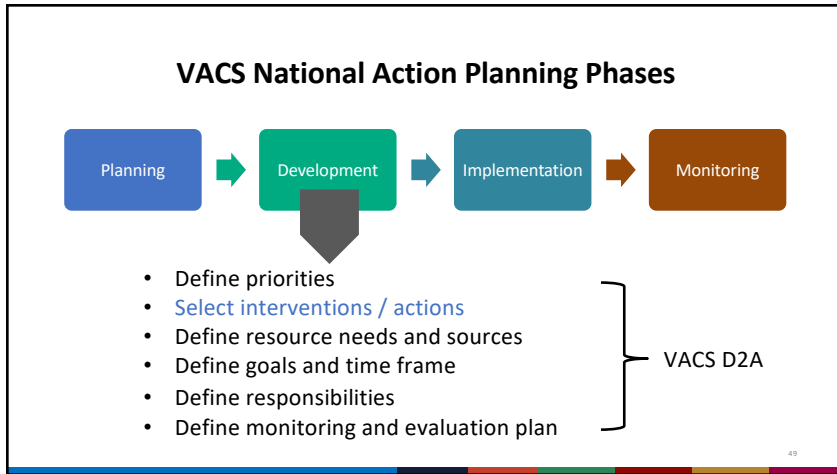 VACS National Action Planning Phases
Planning
Development
Implementation
Monitoring
• Define priorities
• Select interventions / actions
• Define resource needs and sources
• Define goals and time frame
• Define responsibilities
• Define monitoring and evaluation plan
VACS D2A
49